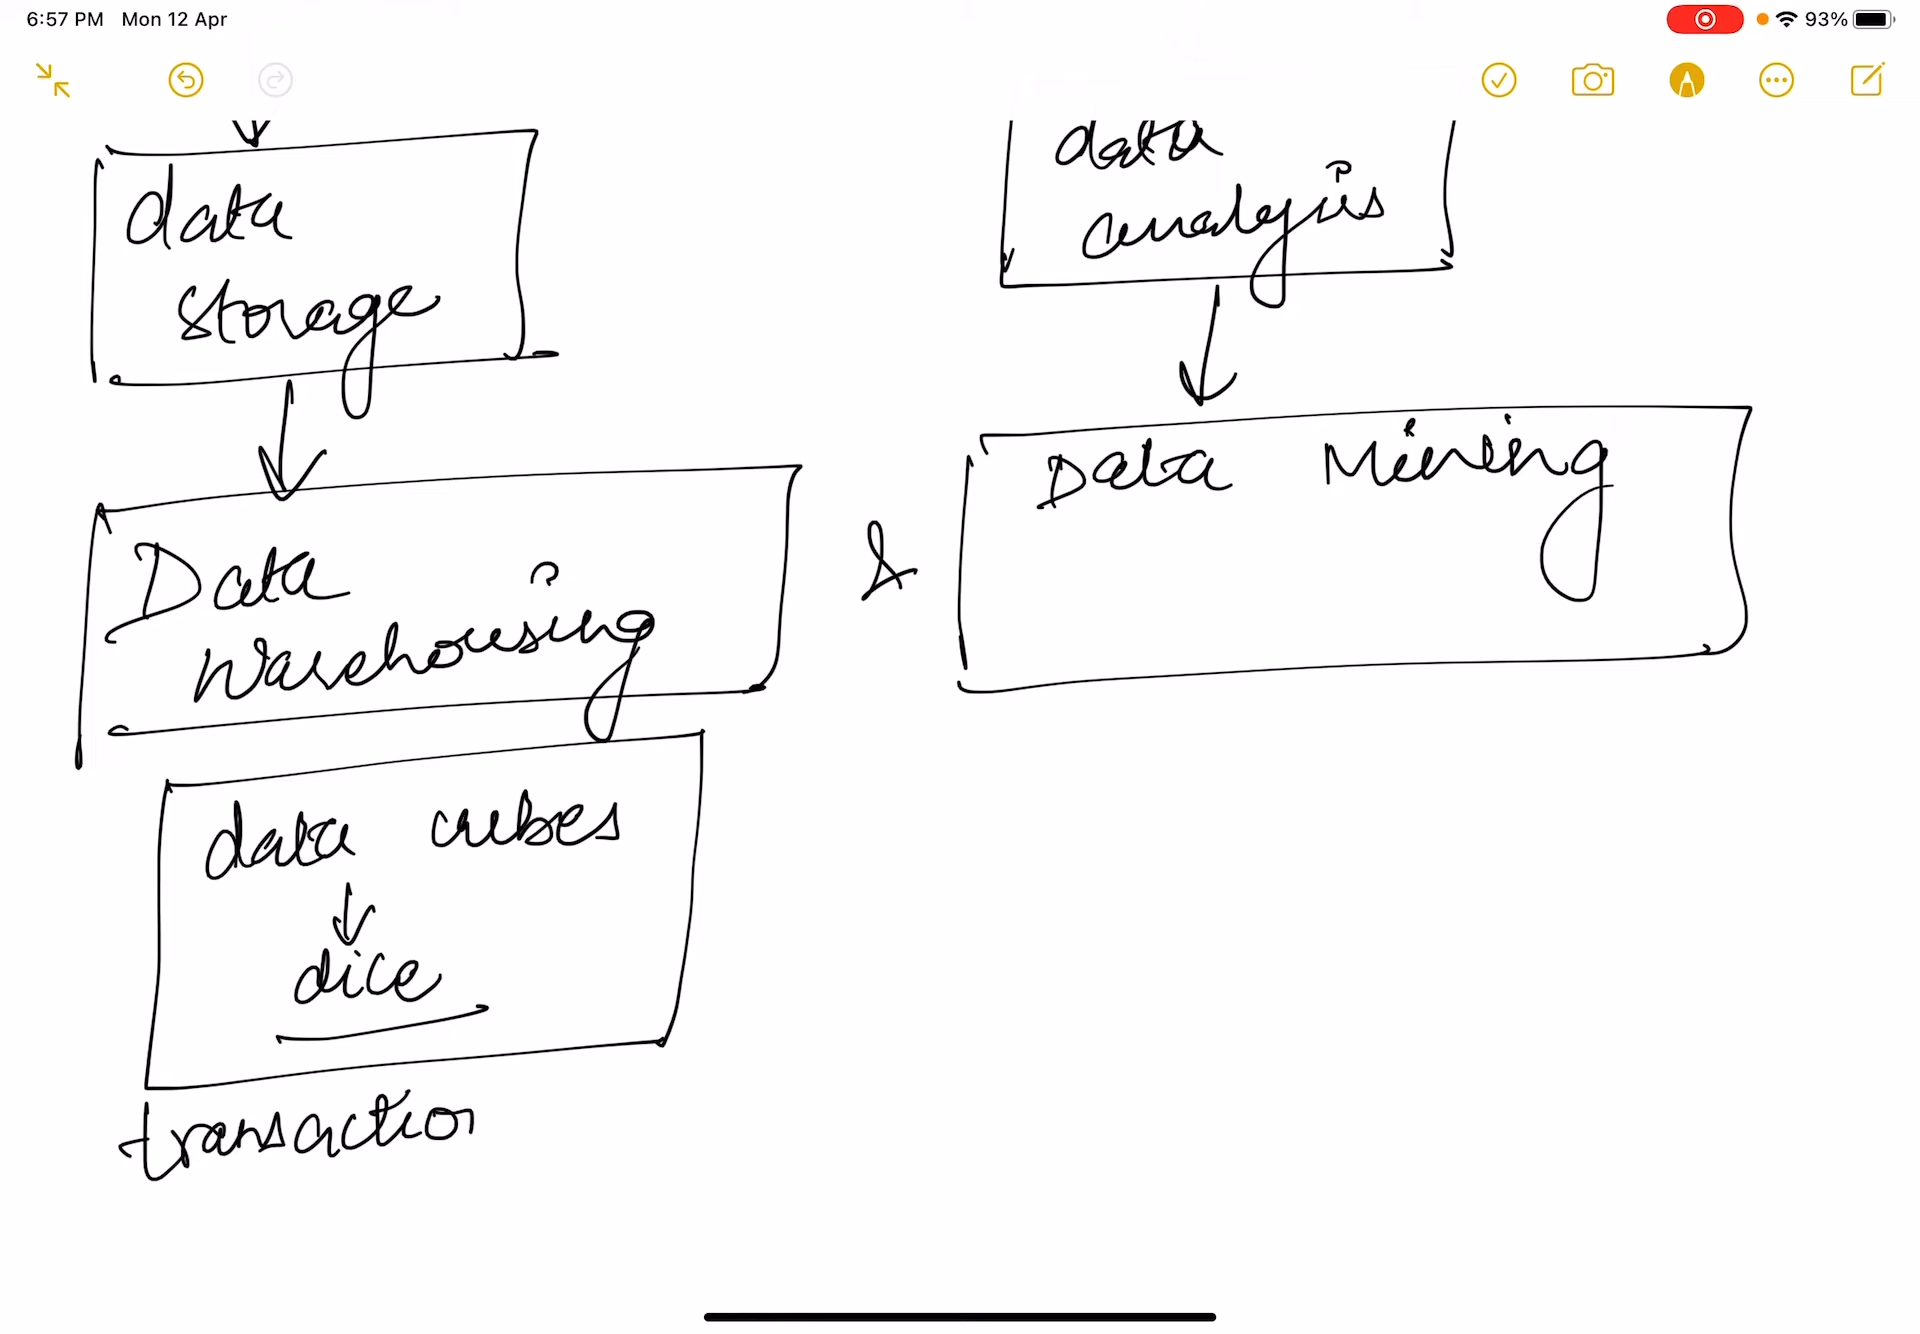 6:57 PM Mon 12 Apr
93%
data
storage
data
analysis
Data
Warehousing
&
Data Mining
data cubes
dice
transaction